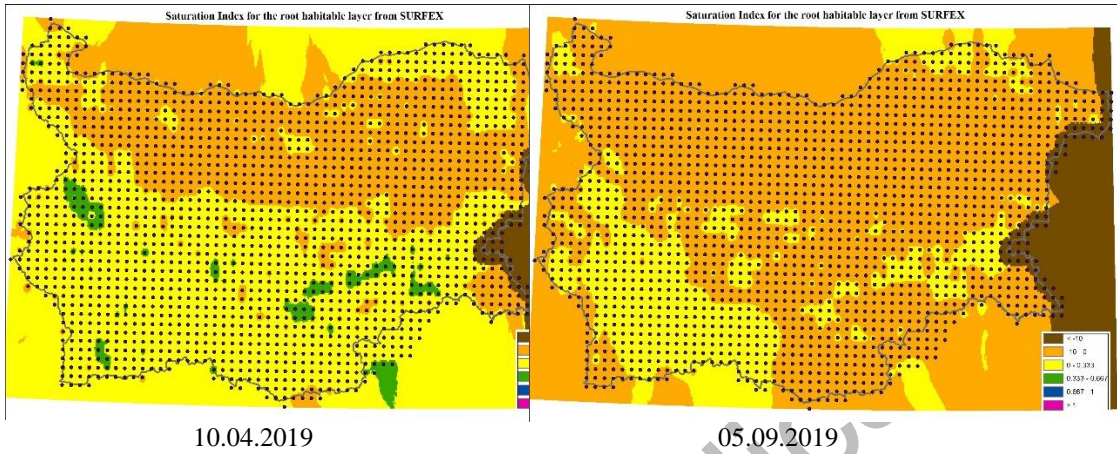 Saturation Index for the root habitable layer from SURFEX
Saturation Index for the root habitable layer from SURFEX
< -10
-10 0
0 - 0.333
0.333 - 0.667
0.667 1
> 1
10.04.2019
05.09.2019